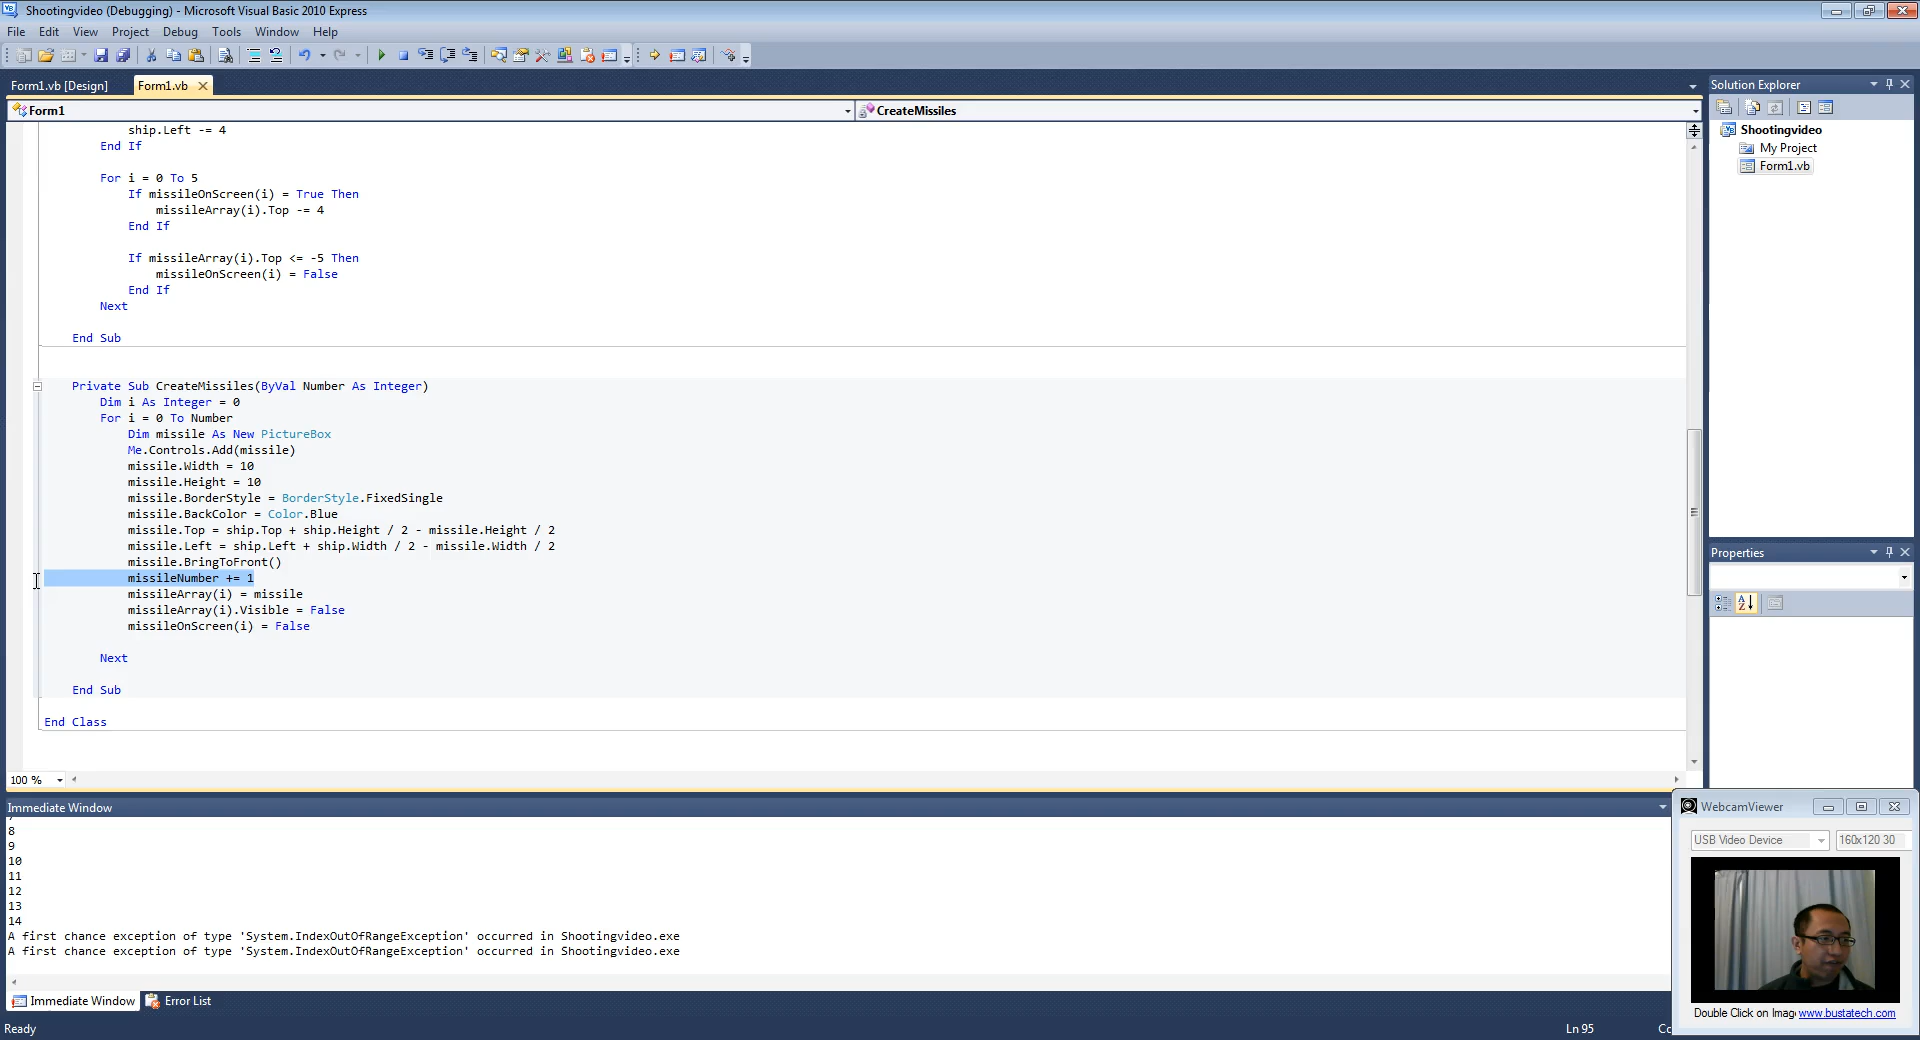 Shootingvideo (Debugging) - Microsoft Visual Basic 2010 Express
File Edit View Project Debug Tools Window Help
Form1.vb [Design] Form1.vb
Form1 CreateMissiles
ship.Left -= 4
End If
For i = 0 To 5
If missileOnScreen(i) = True Then
missileArray(i).Top -= 4
End If
If missileArray(i).Top <= -5 Then
missileOnScreen(i) = False
End If
Next
End Sub
Private Sub CreateMissiles(ByVal Number As Integer)
Dim i As Integer = 0
For i = 0 To Number
Dim missile As New PictureBox
Me.Controls.Add(missile)
missile.Width = 10
missile.Height = 10
missile.BorderStyle = BorderStyle.FixedSingle
missile.BackColor = Color.Blue
missile.Top = ship.Top + ship.Height / 2 - missile.Height / 2
missile.Left = ship.Left + ship.Width / 2 - missile.Width / 2
missile.BringToFront()
missileNumber += 1
missileArray(i) = missile
missileArray(i).Visible = False
missileOnScreen(i) = False
Next
End Sub
End Class
100 %
Immediate Window
8
9
10
11
12
13
14
A first chance exception of type 'System.IndexOutOfRangeException' occurred in Shootingvideo.exe
A first chance exception of type 'System.IndexOutOfRangeException' occurred in Shootingvideo.exe
Immediate Window Error List
Ready Ln 95
Solution Explorer
Shootingvideo
My Project
Form1.vb
Properties
WebcamViewer
USB Video Device 160x120 30
Double Click on Imag www.bustatech.com